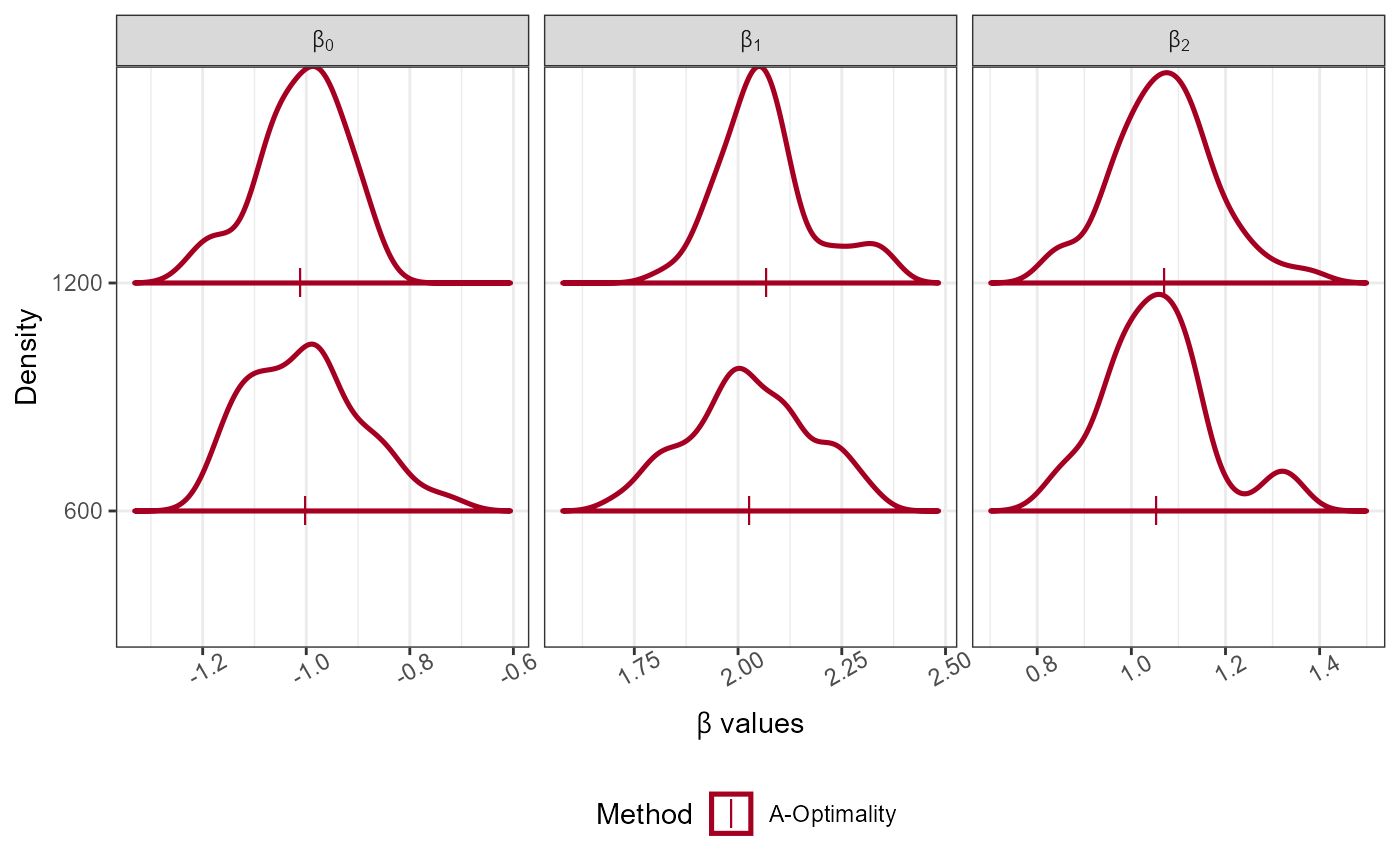 β₀ β₁ β₂
Density
1200
600
-1.2 -1.0 -0.8 -0.6 1.75 2.00 2.25 2.50 0.8 1.0 1.2 1.4
β values
Method A-Optimality